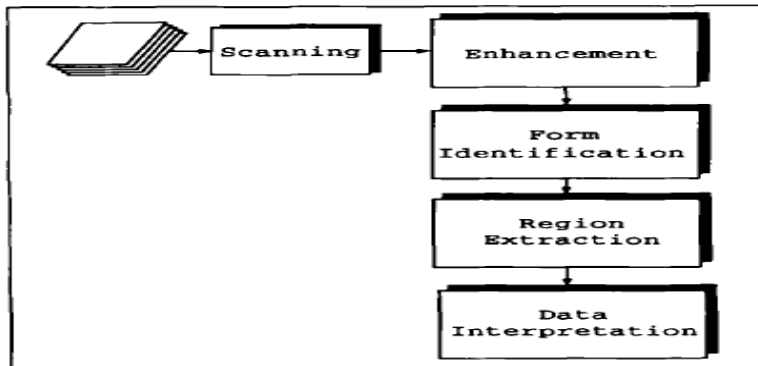 Scanning
Enhancement
Form
Identification
Region
Extraction
Data
Interpretation